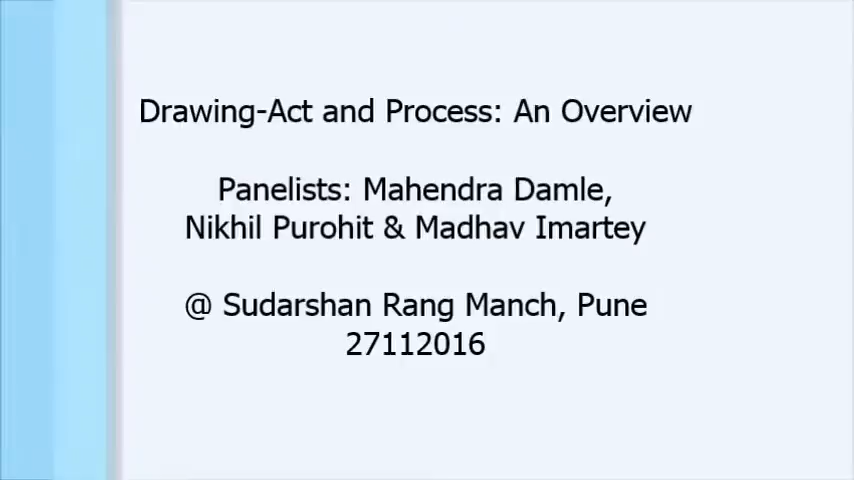 Drawing-Act and Process: An Overview
Panelists: Mahendra Damle,
Nikhil Purohit & Madhav Imartey
@ Sudarshan Rang Manch, Pune
27112016